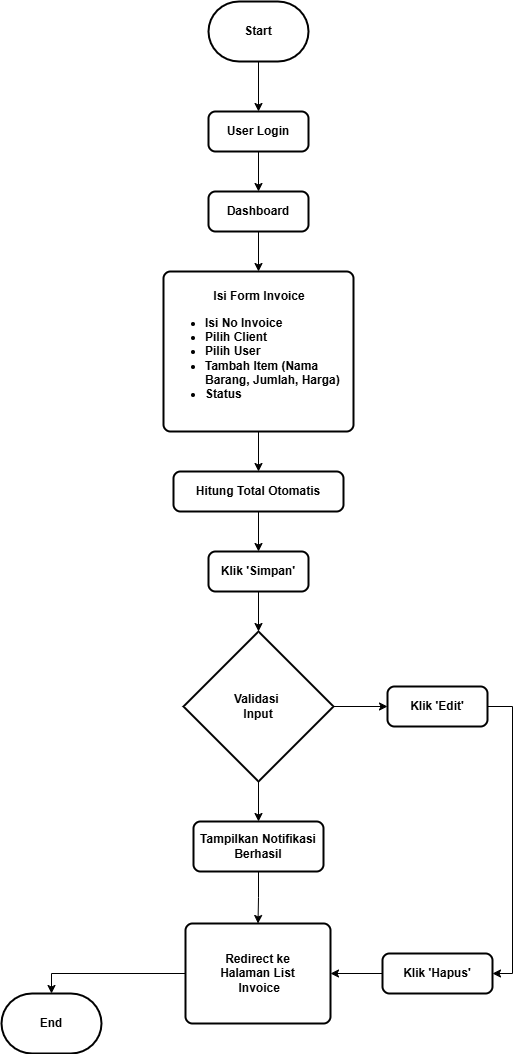 Start
User Login
Dashboard
Isi Form Invoice
Isi No Invoice
Pilih Client
Pilih User
Tambah Item (Nama
Barang, Jumlah, Harga)
Status
Hitung Total Otomatis
Klik 'Simpan'
Validasi
Input
Klik 'Edit'
Tampilkan Notifikasi
Berhasil
Redirect ke
Halaman List
Invoice
Klik 'Hapus'
End